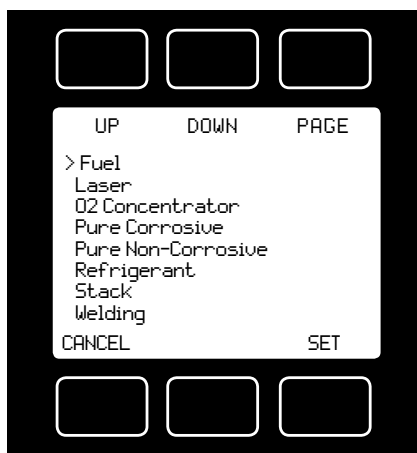 UP DOWN PAGE
>Fuel
Laser
O2 Concentrator
Pure Corrosive
Pure Non-Corrosive
Refrigerant
Stack
Welding
CANCEL SET